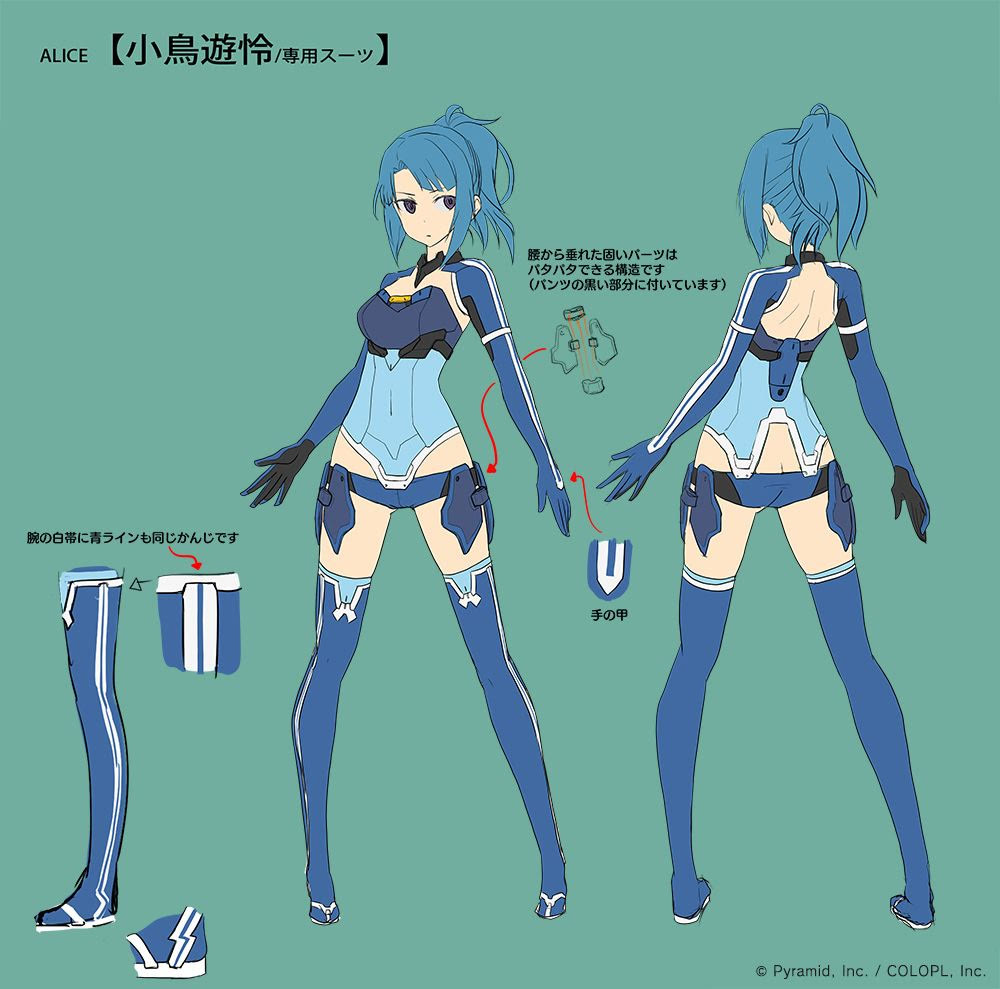 ALICE 【小鳥遊怜/専用スーツ】
腰から垂れた固いパーツは
パタパタできる構造です
（パンツの黒い部分に付いています）
腕の白帯に青ラインも同じかんじです
手の甲
© Pyramid, Inc. / COLOPL, Inc.